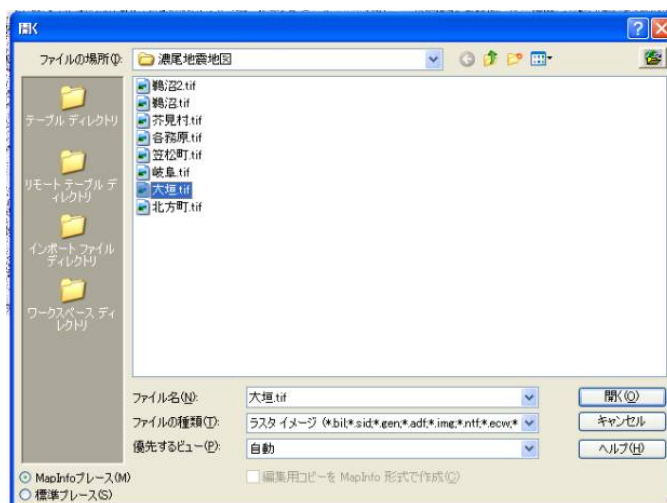 開く
ファイルの場所(I):
濃尾地震地図
テーブル ディレクトリ
リモート テーブル デ
ィレクトリ
インポート ファイル
ディレクトリ
ワークスペース ディ
レクトリ
鵜沼2.tif
鵜沼.tif
芥見村.tif
各務原.tif
笠松町.tif
岐阜.tif
大垣.tif
北方町.tif
ファイル名(N):
大垣.tif
開く(O)
ファイルの種類(T):
ラスタ イメージ (*.bil;*.sid;*.gen;*.adf;*.img;*.ntf;*.ecw;*
キャンセル
優先するビュー(P):
自動
ヘルプ(H)
MapInfoプレース(M)
編集用コピーを MapInfo 形式で作成(C)
標準プレース(S)